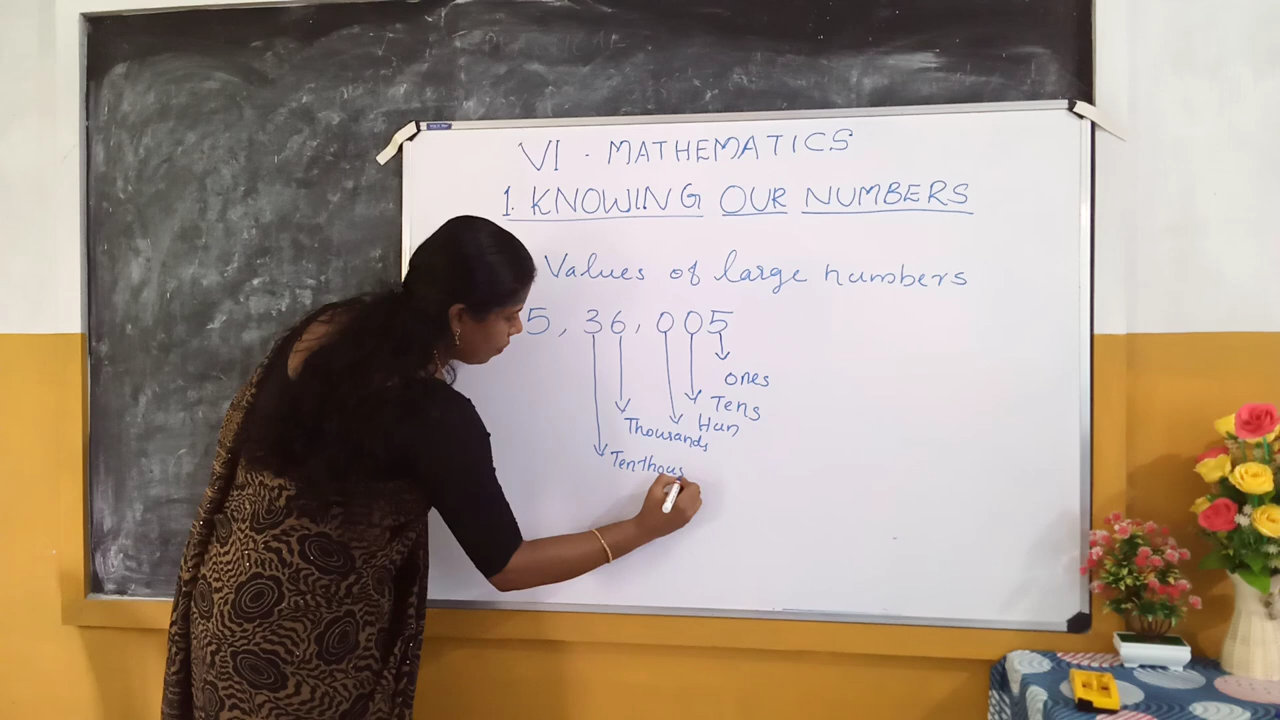 VI - MATHEMATICS
1. KNOWING OUR NUMBERS
Values of large numbers
5, 36, 005
ones
Tens
Hun
Thousands
Tenthous